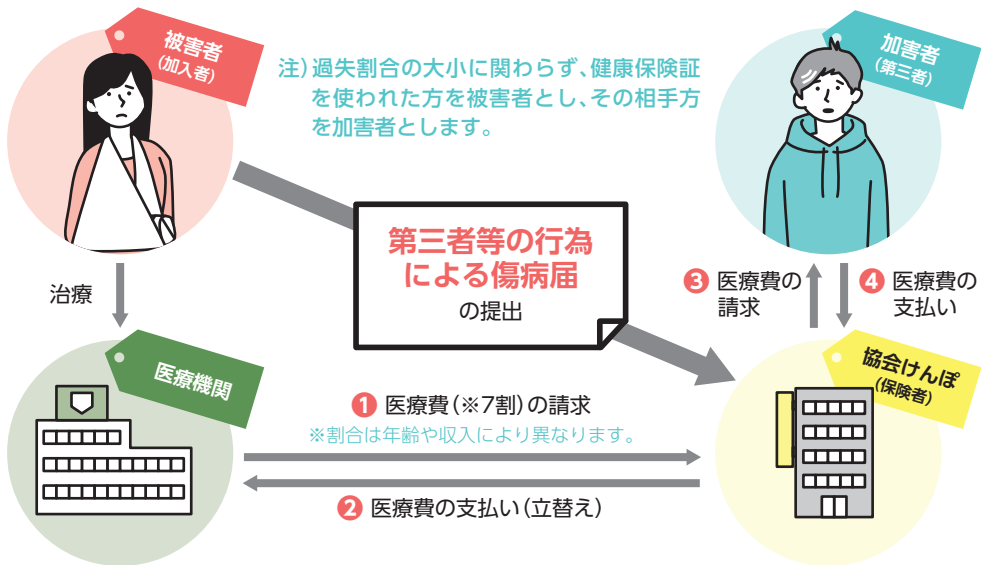 被害者
(加入者)
注)過失割合の大小に関わらず、健康保険証
を使われた方を被害者とし、その相手方
を加害者とします。
加害者
(第三者)
第三者等の行為
による傷病届
の提出
治療
❸ 医療費の
請求
❹ 医療費の
支払い
医療機関
協会けんぽ
(保険者)
❶ 医療費(※7割)の請求
※割合は年齢や収入により異なります。
❷ 医療費の支払い(立替え)